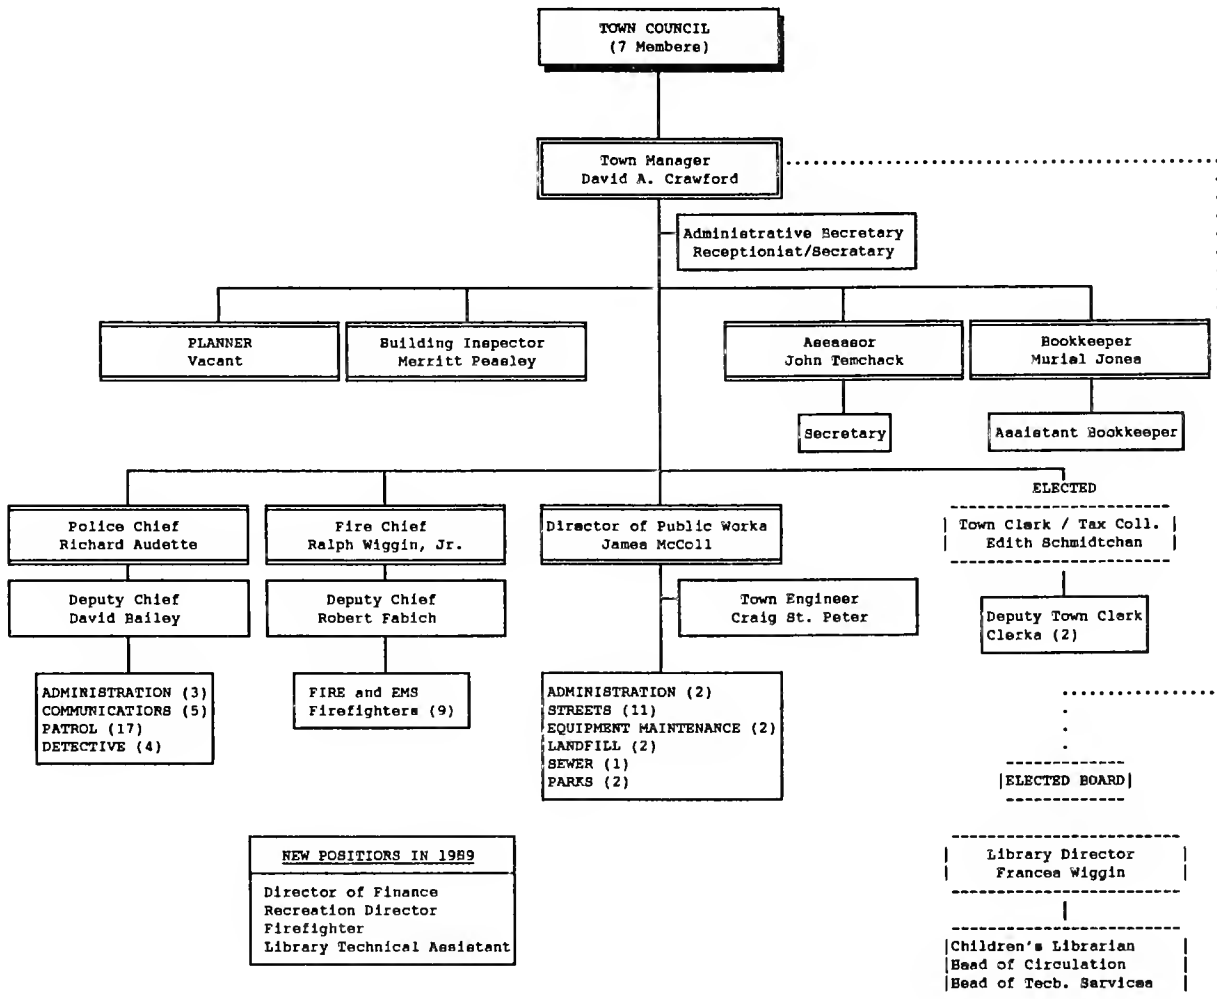 TOWN COUNCIL
(7 Members)
Town Manager
David A. Crawford
Administrative Secretary
Receptionist/Secratary
PLANNER
Vacant
Building Inspector
Merritt Peasley
Assessor
John Temchack
Bookkeeper
Murial Jones
Secretary
Assistant Bookkeeper
ELECTED
Police Chief
Richard Audette
Fire Chief
Ralph Wiggin, Jr.
Director of Public Works
James McColl
Town Clerk / Tax Coll.
Edith Schmidtchan
Deputy Chief
David Bailey
Deputy Chief
Robert Fabich
Town Engineer
Craig St. Peter
Deputy Town Clerk
Clerks (2)
ADMINISTRATION (3)
COMMUNICATIORS (5)
PATROL (17)
DETECTIVE (4)
FIRE and EMS
Firefighters (9)
ADMINISTRATION (2)
STREETS (11)
EQUIPMENT MAINTENANCE (2)
LANDFILL (2)
SEWER (1)
PARKS (2)
ELECTED BOARD
NEW POSITIORS IN 1989
Director of Finance
Recreation Director
Firefighter
Library Technical Assistant
Library Director
Frances Wiggin
Children's Librarian
Head of Circulation
Head of Tech. Sarvices